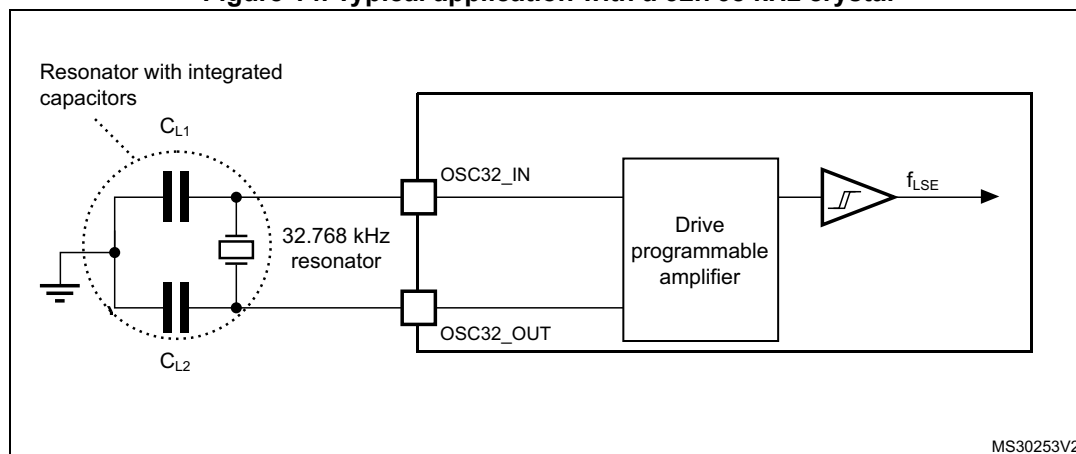 Figure Typical application with a 32.768 kHz crystal
Resonator with integrated
capacitors
CL1
OSC32_IN
fLSE
32.768 kHz
resonator
Drive
programmable
amplifier
OSC32_OUT
CL2
MS30253V2